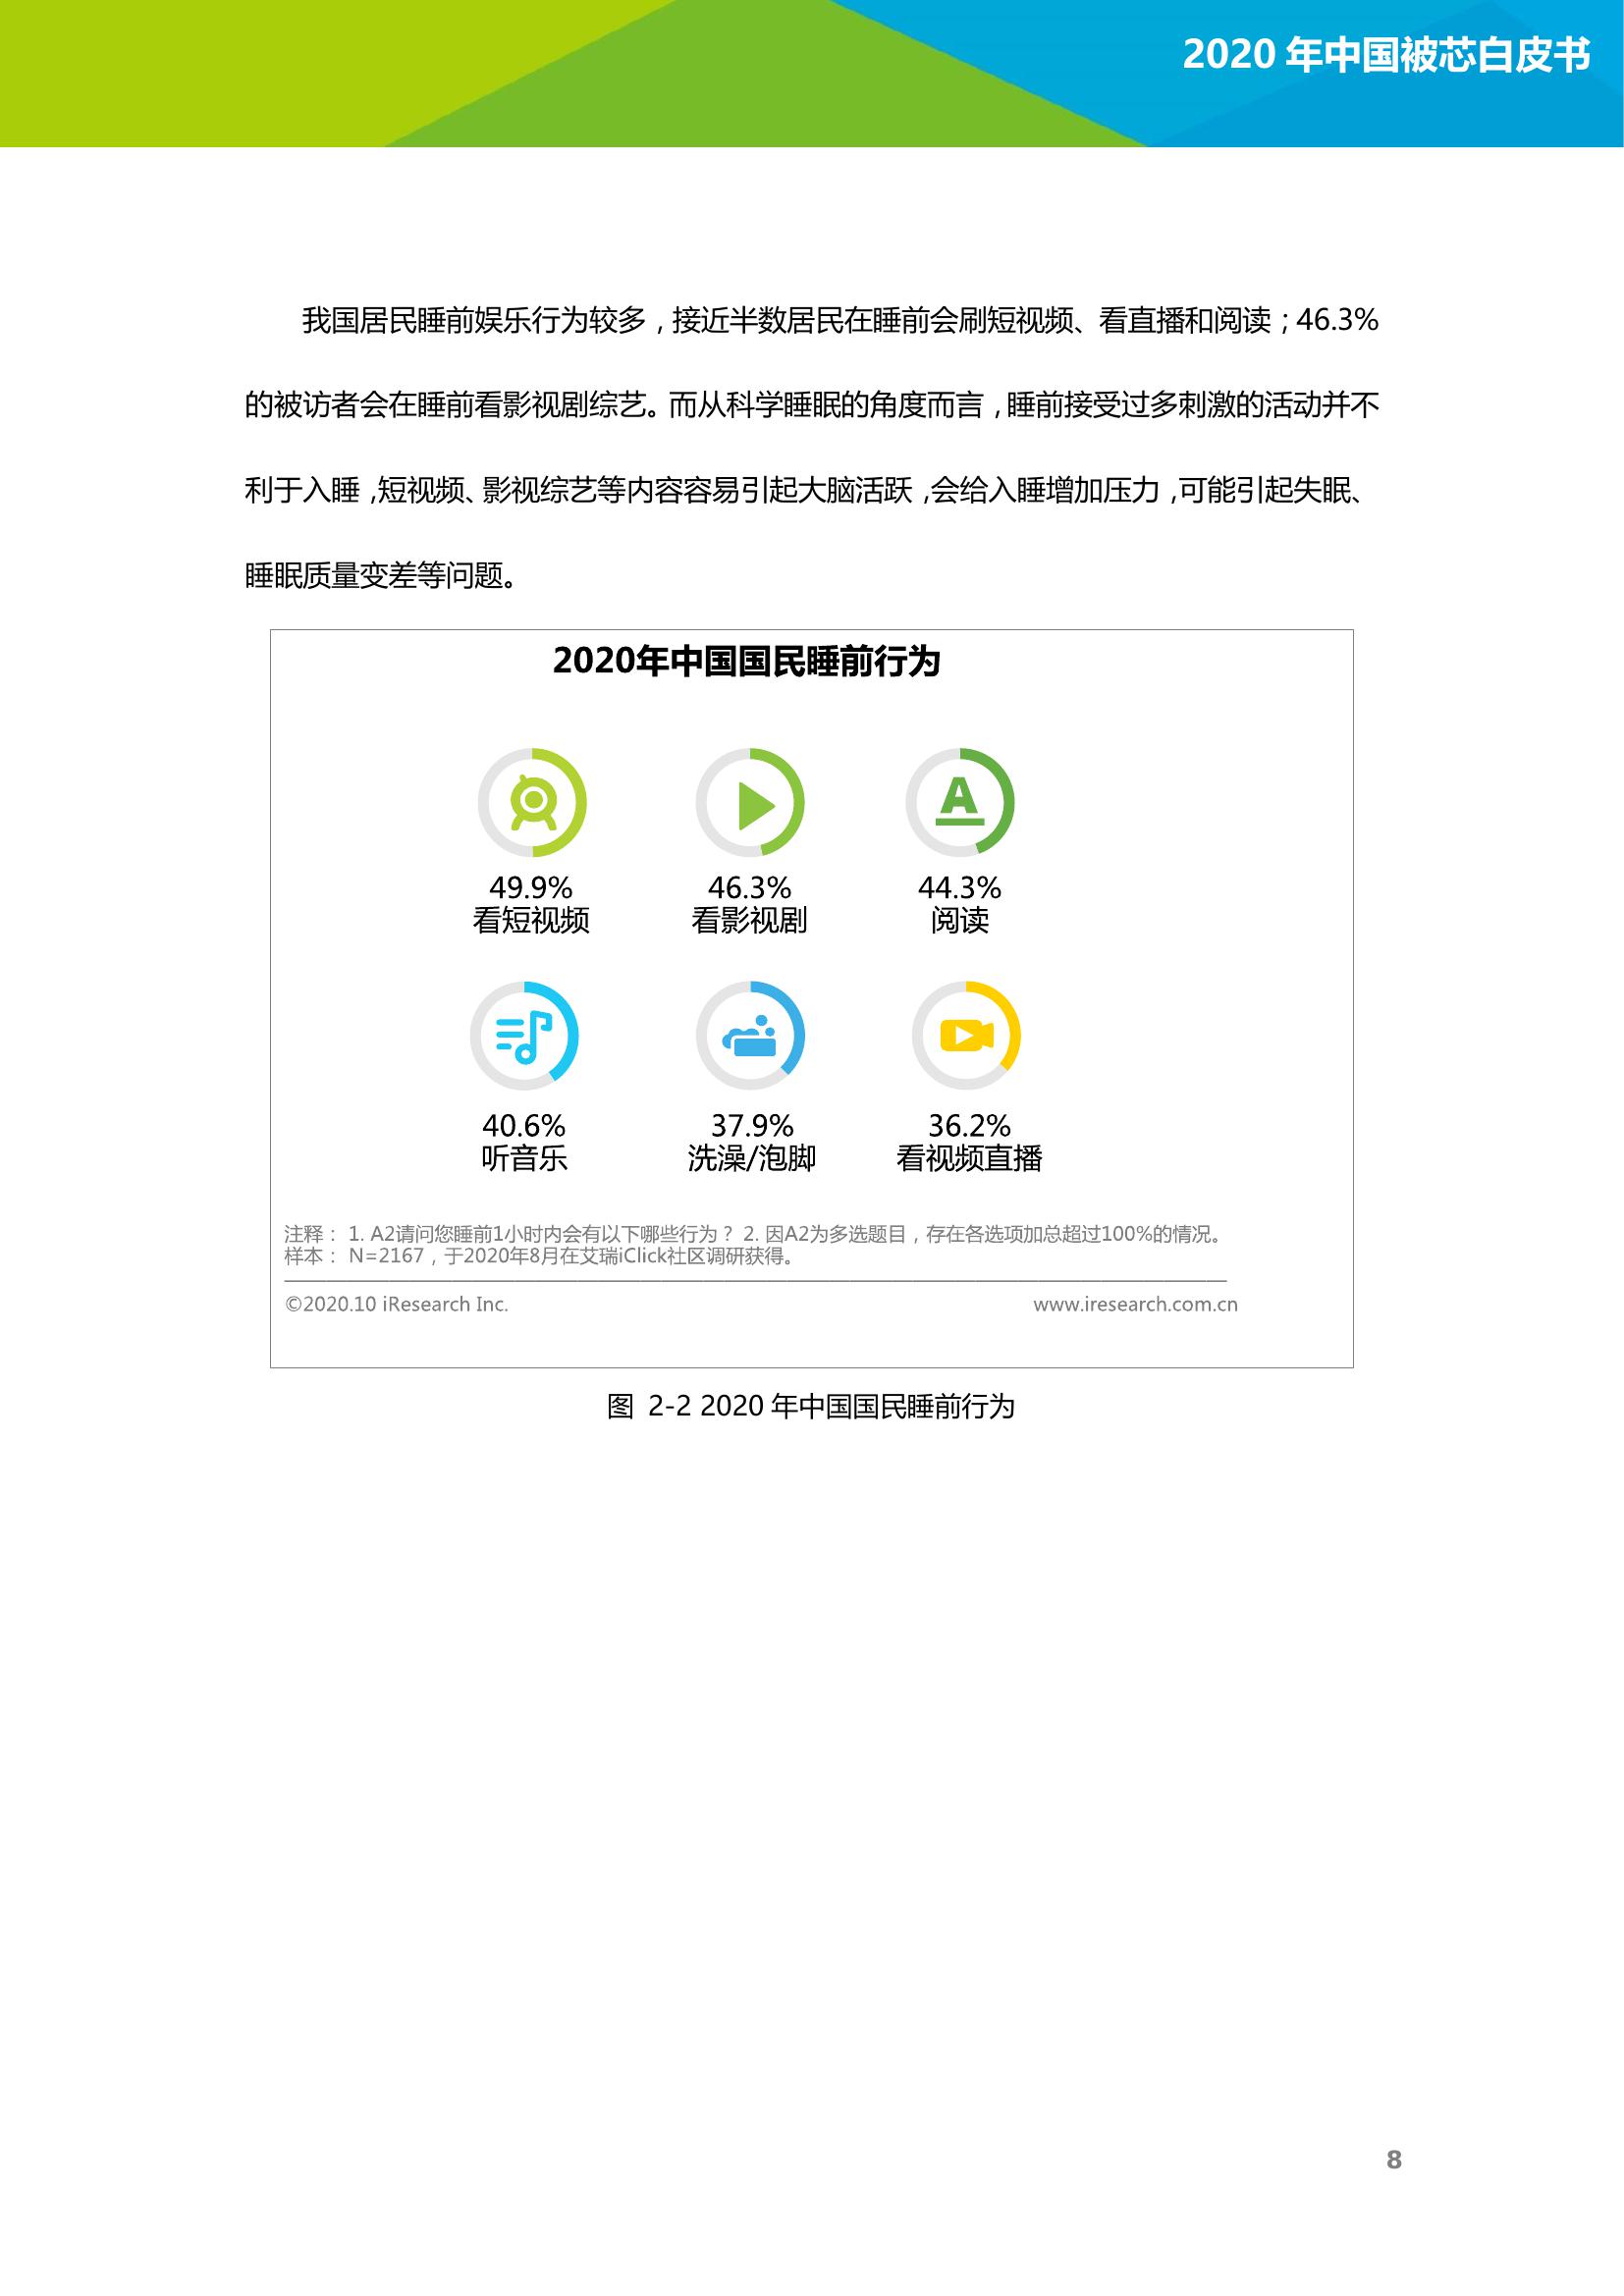 2020 年中国被芯白皮书
我国居民睡前娱乐行为较多，接近半数居民在睡前会刷短视频、看直播和阅读；46.3%
的被访者会在睡前看影视剧综艺。而从科学睡眠的角度而言，睡前接受过多刺激的活动并不
利于入睡，短视频、影视综艺等内容容易引起大脑活跃，会给入睡增加压力，可能引起失眠、
睡眠质量变差等问题。
2020年中国国民睡前行为
A
49.9% 46.3% 44.3%
看短视频 看影视剧 阅读
40.6% 37.9% 36.2%
听音乐 洗澡/泡脚 看视频直播
注释：1. A2请问您睡前1小时内会有以下哪些行为？2. 因A2为多选题目，存在各选项加总超过100%的情况。
样本：N=2167，于2020年8月在艾瑞iClick社区调研获得。
©2020.10 iResearch Inc. www.iresearch.com.cn
图 2-2 2020 年中国国民睡前行为
8